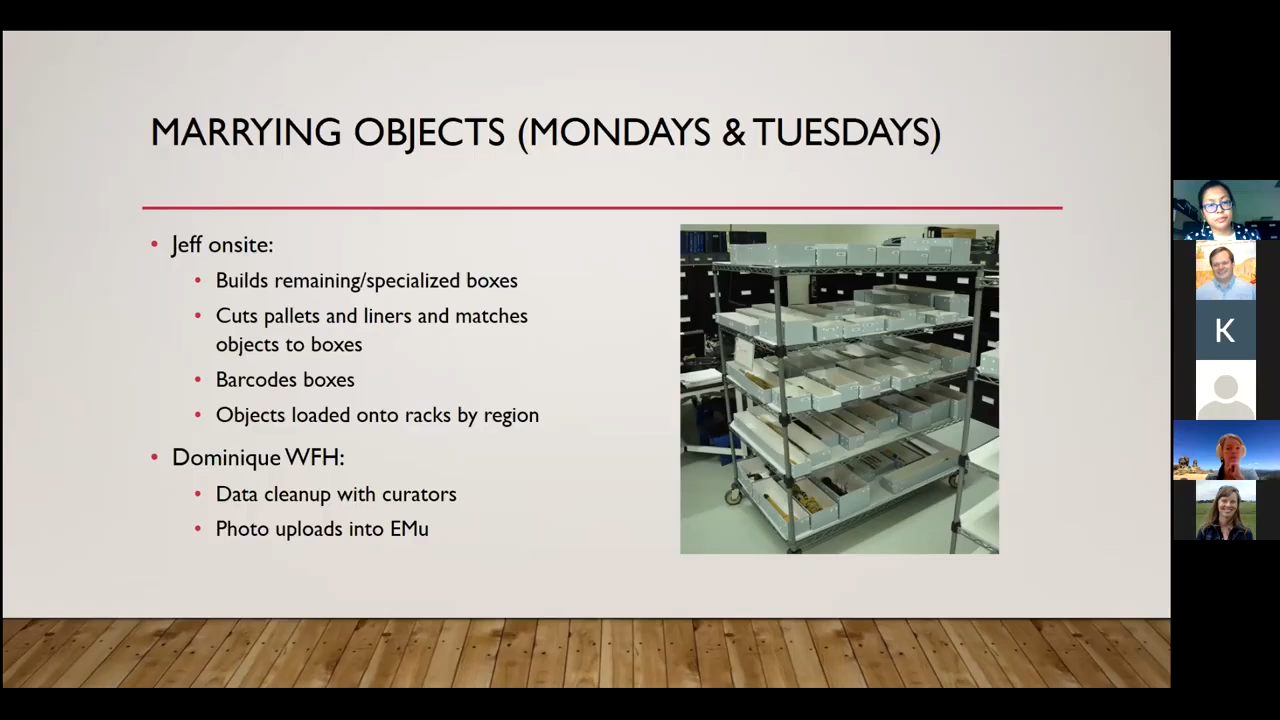 MARRYING OBJECTS (MONDAYS & TUESDAYS)
• Jeff onsite:
• Builds remaining/specialized boxes
• Cuts pallets and liners and matches
objects to boxes
• Barcodes boxes
• Objects loaded onto racks by region
• Dominique WFH:
• Data cleanup with curators
• Photo uploads into EMu
K